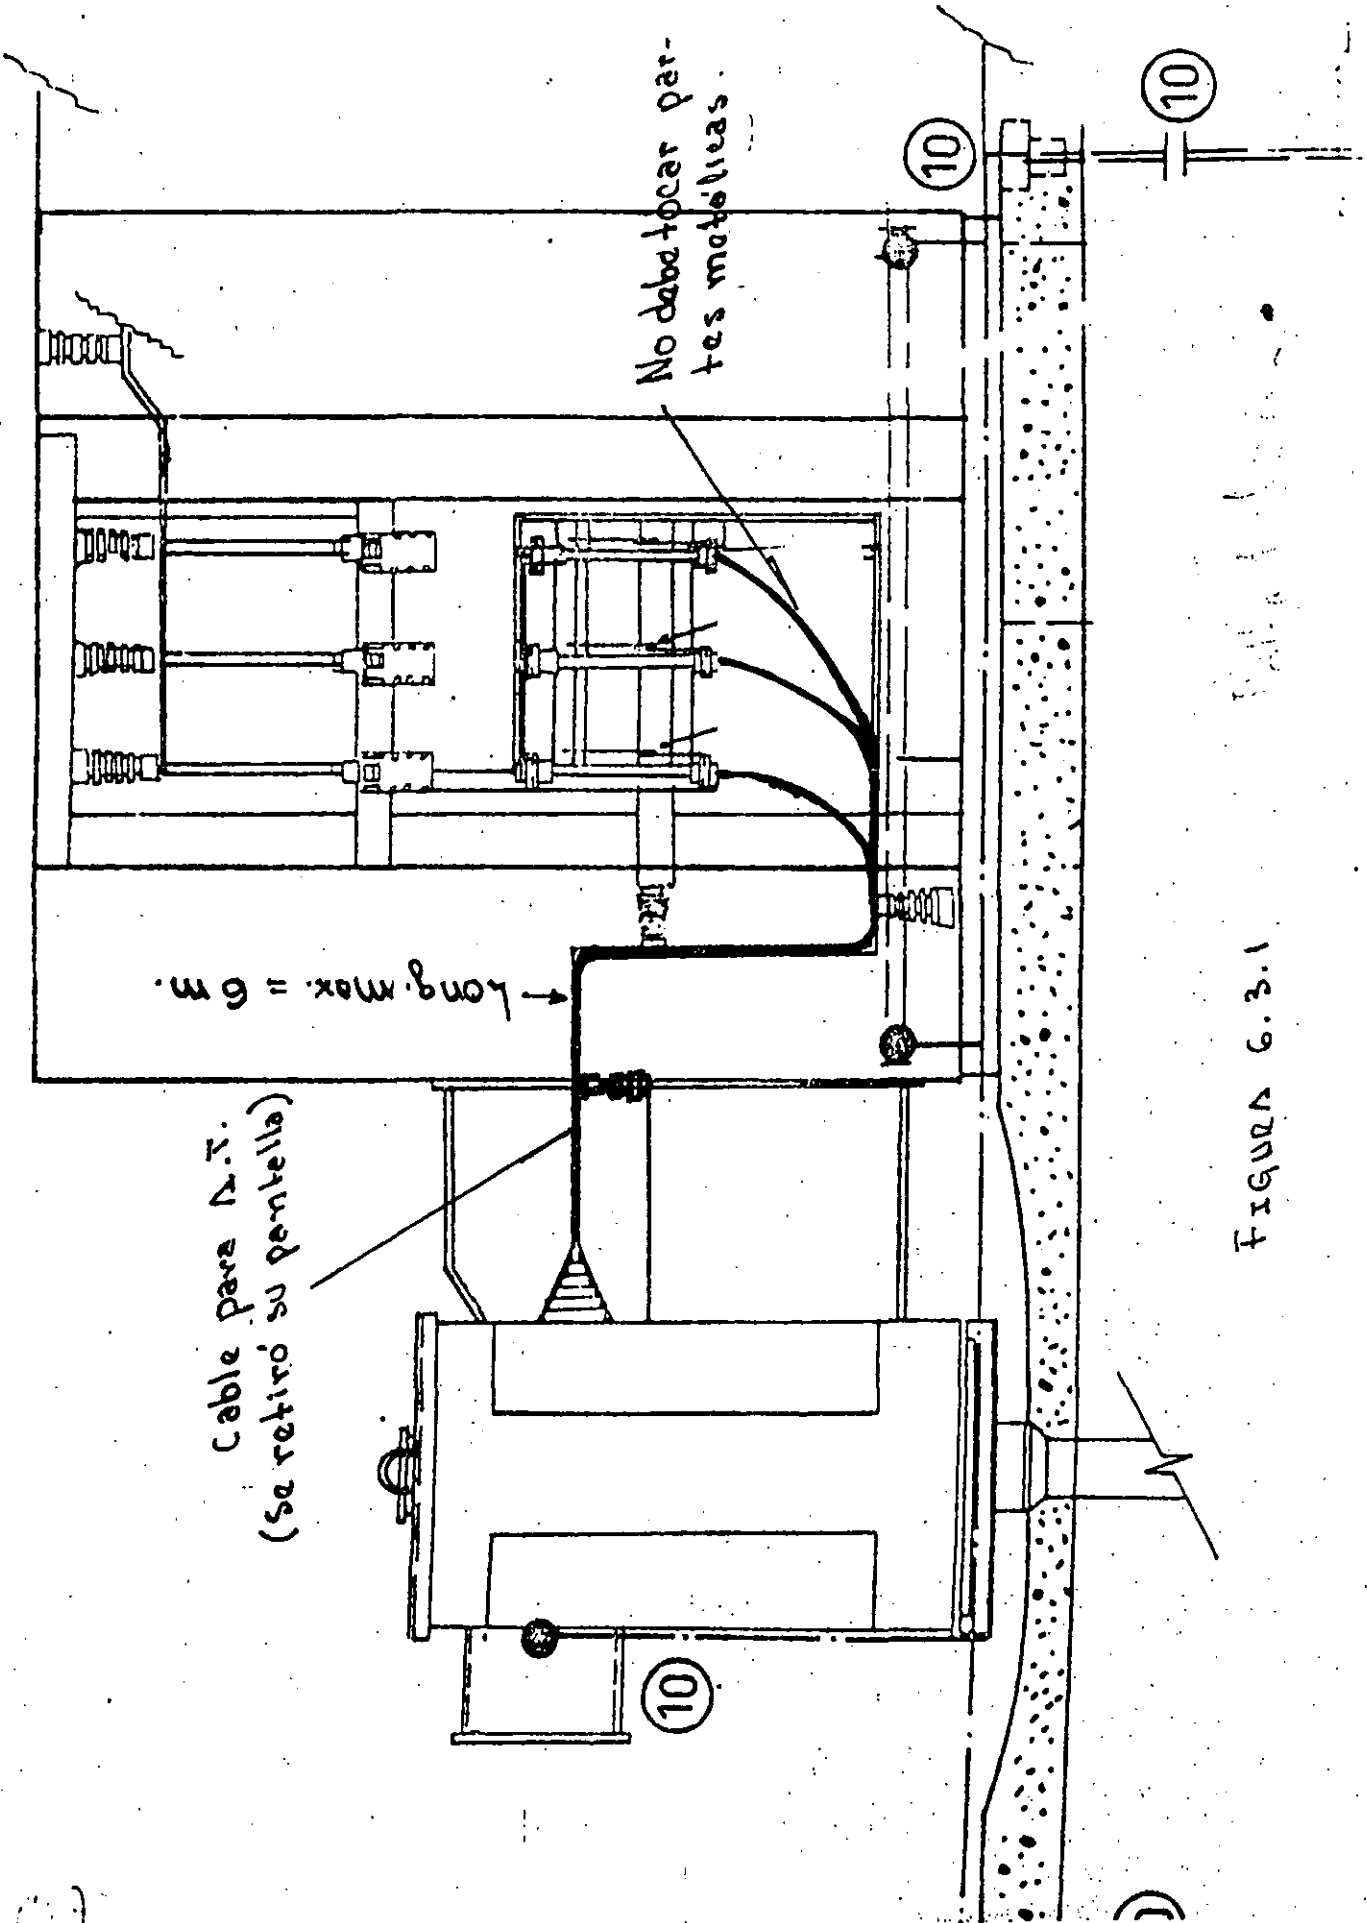 Cable para A.T.
(se retiró su pantalla)
Long. max. = 6 m.
No debe tocar par-
tes metálicas.
10
10
10
FIGURA 6.3.1